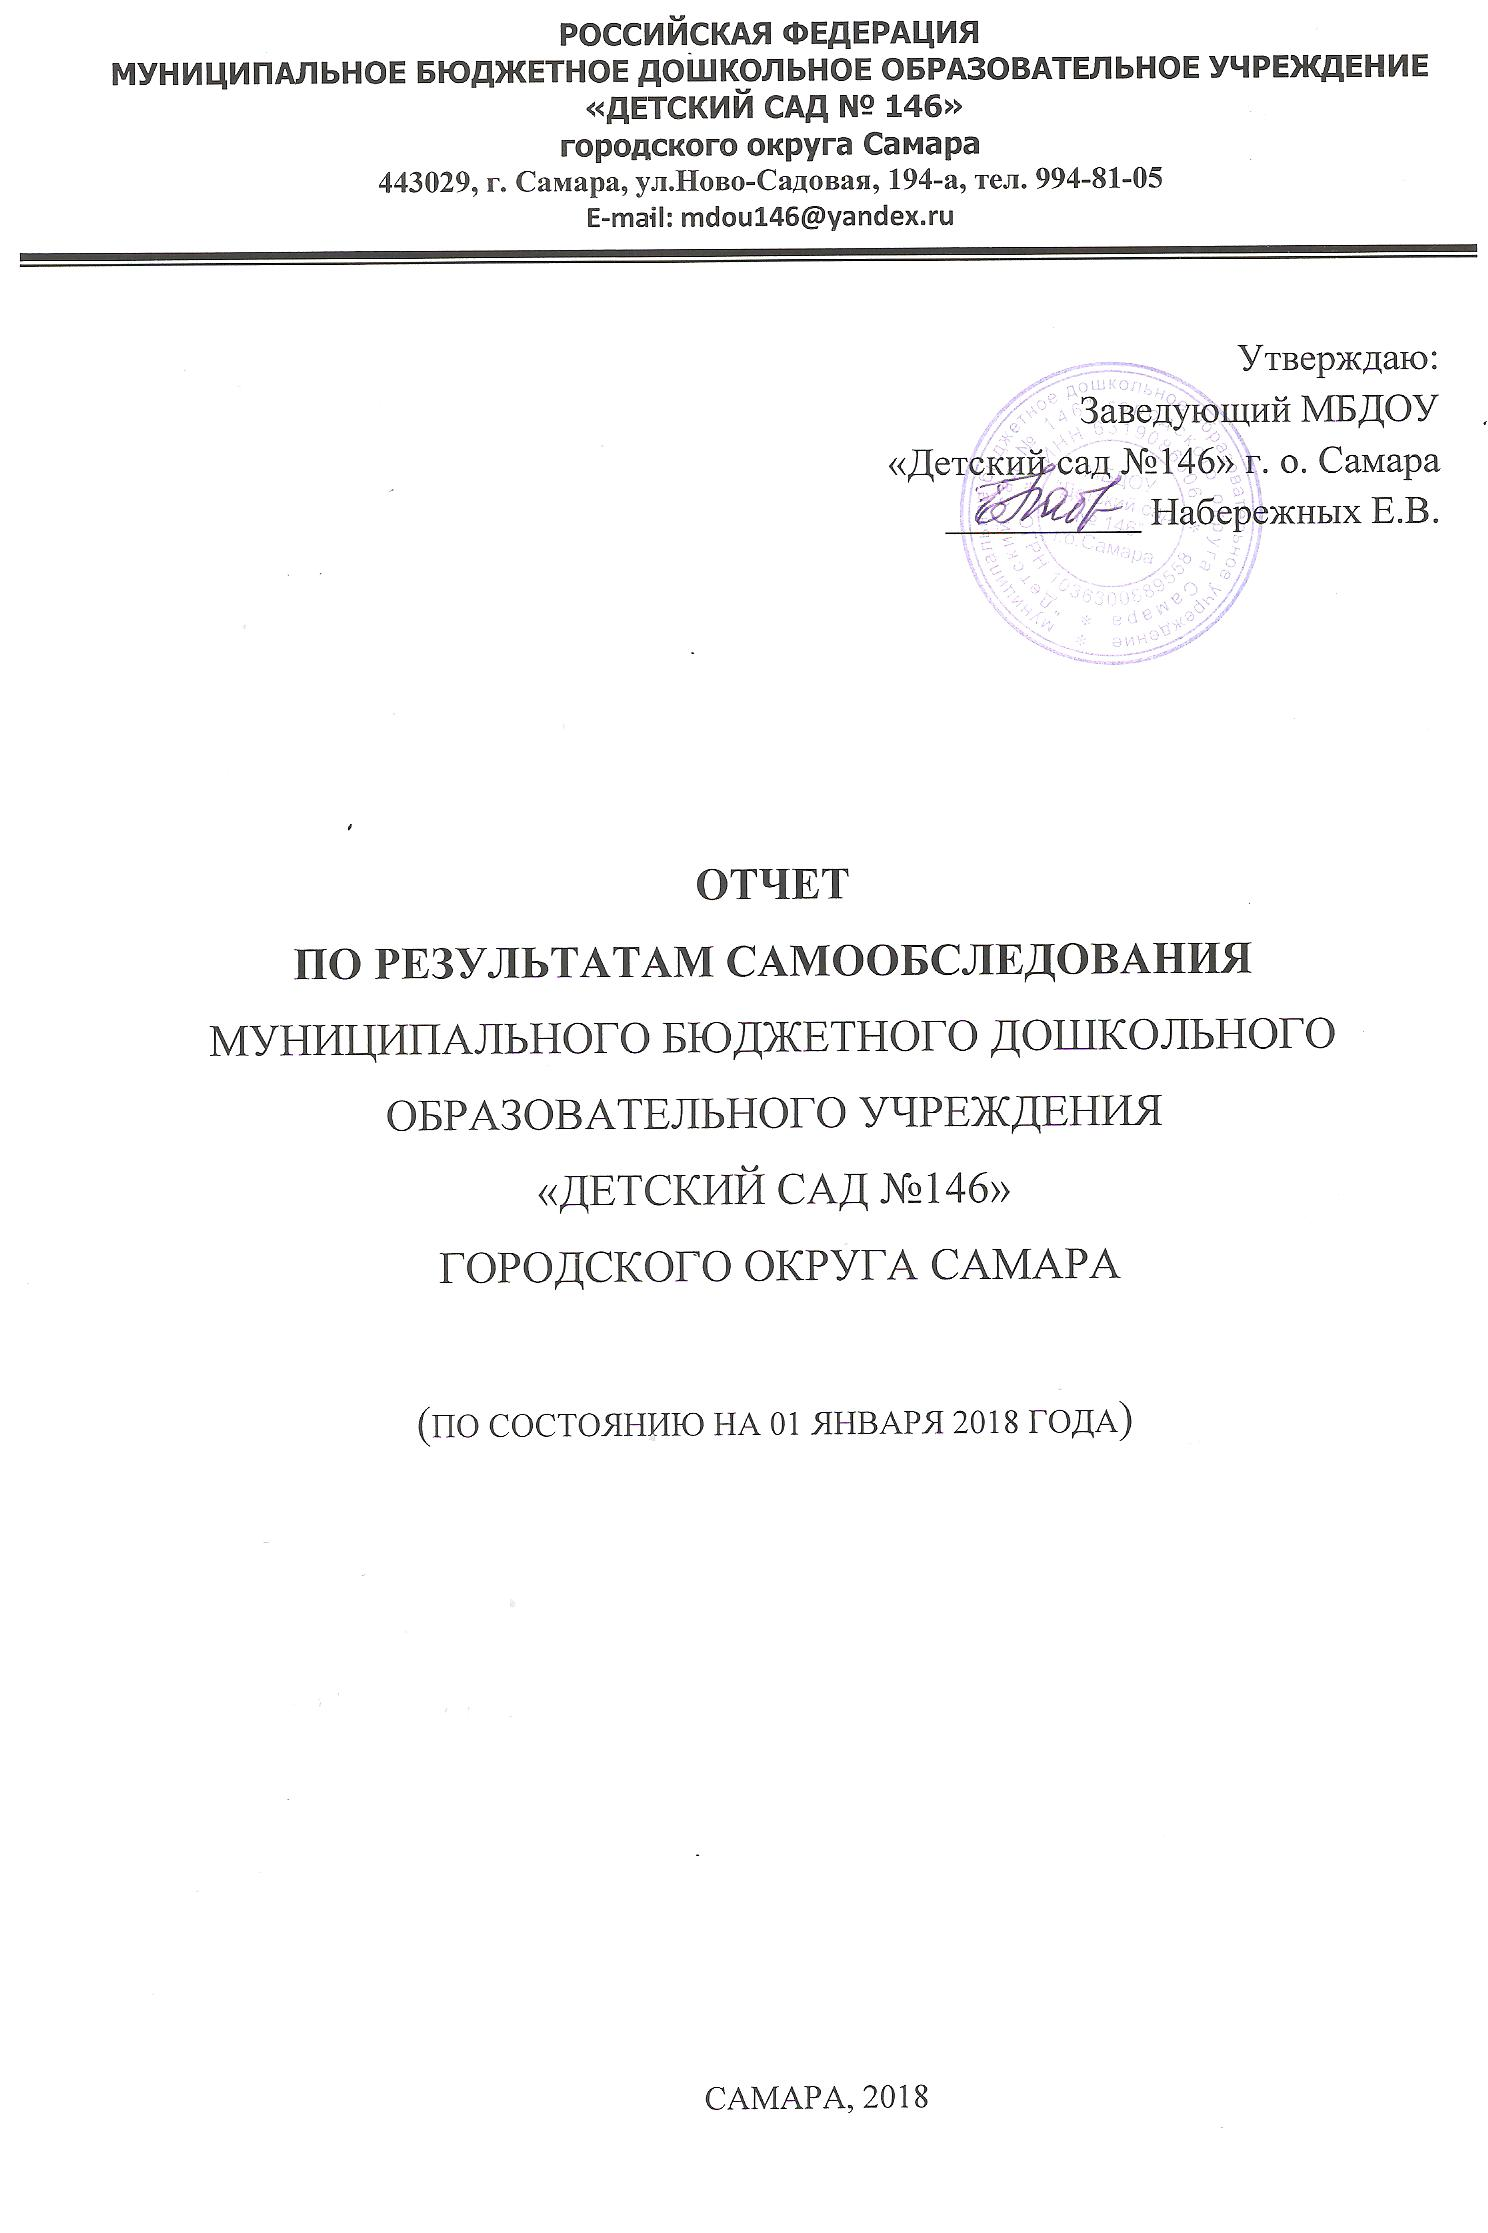 РОССИЙСКАЯ ФЕДЕРАЦИЯ
МУНИЦИПАЛЬНОЕ БЮДЖЕТНОЕ ДОШКОЛЬНОЕ ОБРАЗОВАТЕЛЬНОЕ УЧРЕЖДЕНИЕ
«ДЕТСКИЙ САД № 146»
городского округа Самара
443029, г. Самара, ул.Ново-Садовая, 194-а, тел. 994-81-05
E-mail: mdou146@yandex.ru
Утверждаю:
Заведующий МБДОУ
«Детский сад №146» г. о. Самара
Набережных Е.В.
ОТЧЕТ
ПО РЕЗУЛЬТАТАМ САМООБСЛЕДОВАНИЯ
МУНИЦИПАЛЬНОГО БЮДЖЕТНОГО ДОШКОЛЬНОГО
ОБРАЗОВАТЕЛЬНОГО УЧРЕЖДЕНИЯ
«ДЕТСКИЙ САД №146»
ГОРОДСКОГО ОКРУГА САМАРА
(ПО СОСТОЯНИЮ НА 01 ЯНВАРЯ 2018 ГОДА)
САМАРА, 2018